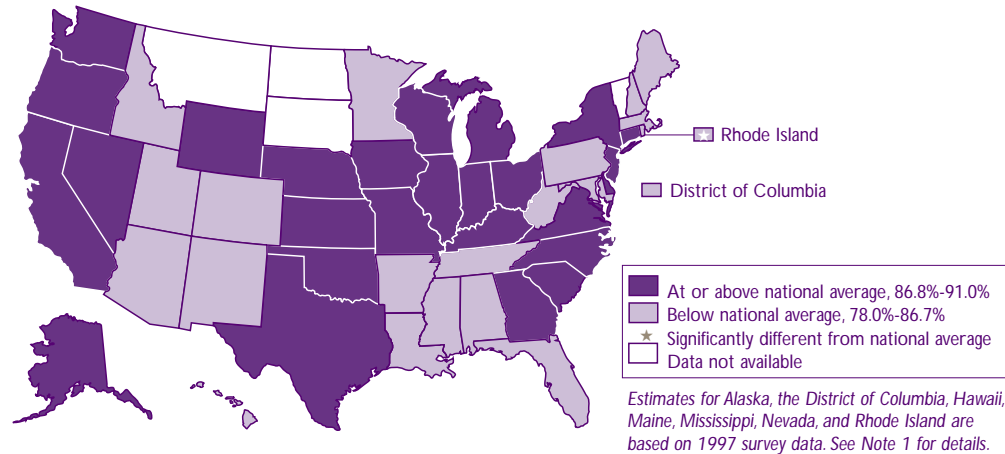 Rhode Island
District of Columbia
At or above national average, 86.8%-91.0%
Below national average, 78.0%-86.7%
Significantly different from national average
Data not available
Estimates for Alaska, the District of Columbia, Hawaii,
Maine, Mississippi, Nevada, and Rhode Island are
based on 1997 survey data. See Note 1 for details.